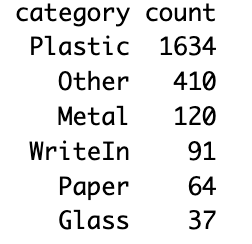 category count
Plastic 1634
Other 410
Metal 120
WriteIn 91
Paper 64
Glass 37